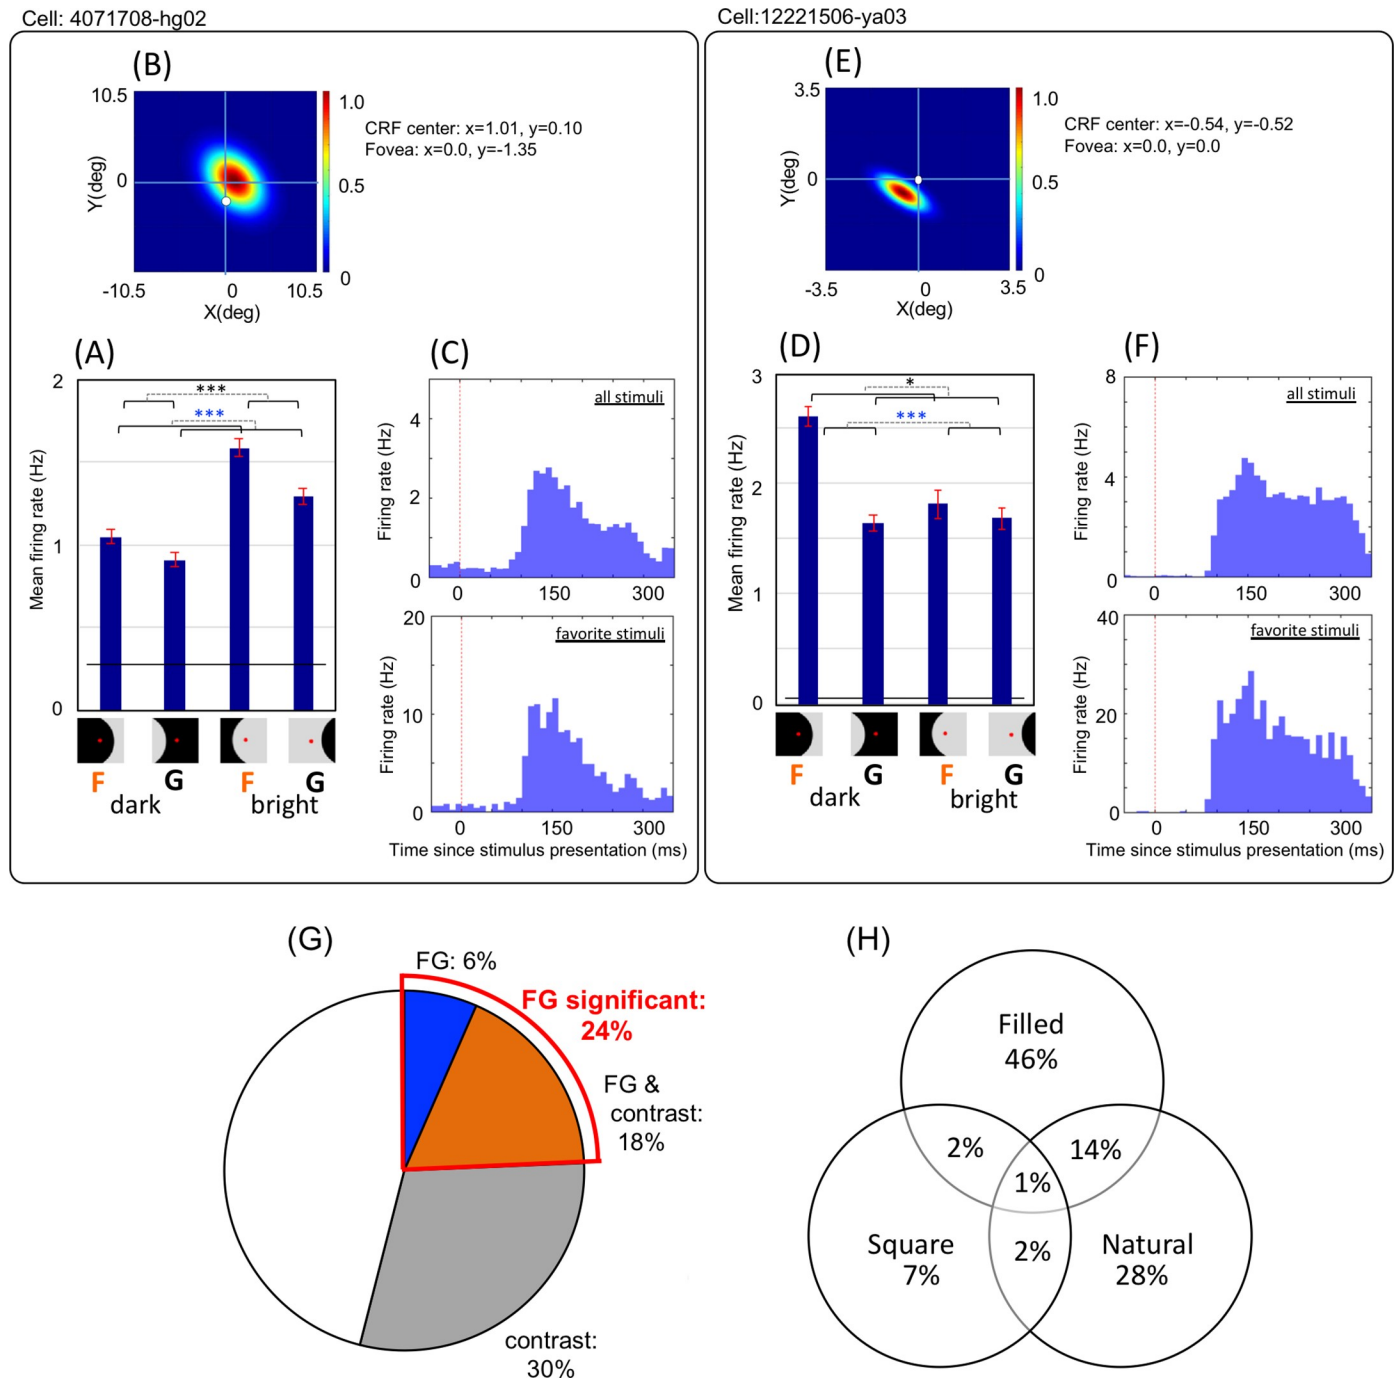 Cell: 4071708-hg02
(B)
10.5
0
-10.5
0
10.5
Y(deg)
X(deg)
1.0
0.5
0
CRF center: x=1.01, y=0.10
Fovea: x=0.0, y=-1.35
(A)
2
1
0
Mean firing rate (Hz)
***
***
F
G
F
G
dark
bright
(C)
all stimuli
4
2
0
Firing rate (Hz)
0
150
300
favorite stimuli
20
10
0
Firing rate (Hz)
0
150
300
Time since stimulus presentation (ms)
Cell:12221506-ya03
(E)
3.5
0
-3.5
0
3.5
Y(deg)
X(deg)
1.0
0.5
0
CRF center: x=-0.54, y=-0.52
Fovea: x=0.0, y=0.0
(D)
3
2
1
0
Mean firing rate (Hz)
*
***
F
G
F
G
dark
bright
(F)
all stimuli
8
4
0
Firing rate (Hz)
0
150
300
favorite stimuli
40
20
0
Firing rate (Hz)
0
150
300
Time since stimulus presentation (ms)
(G)
FG: 6%
FG significant:
24%
FG &
contrast:
18%
contrast:
30%
(H)
Filled
46%
2%
14%
1%
Square
7%
2%
Natural
28%